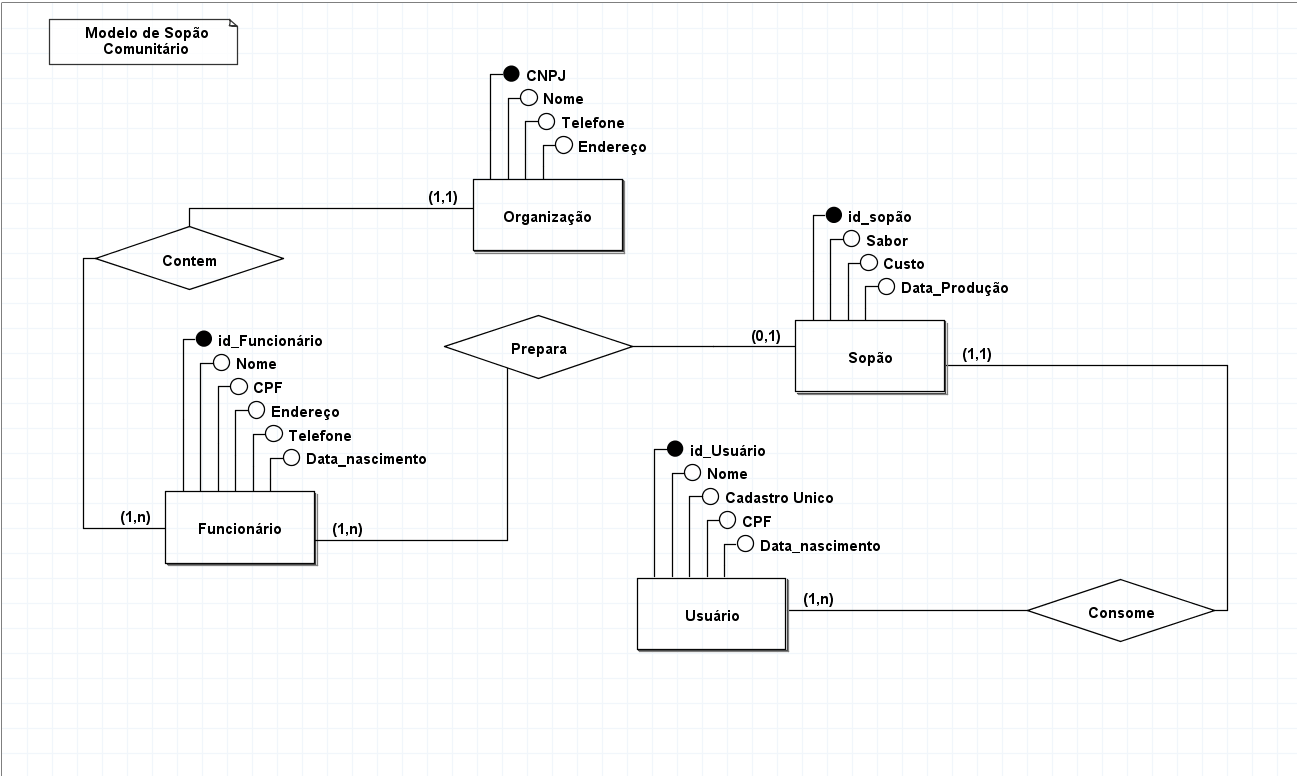 Modelo de Sopão
Comunitário
CNPJ
Nome
Telefone
Endereço
(1,1)
Organização
Contem
id_sopão
Sabor
Custo
Data_Produção
(0,1)
Sopão
(1,1)
Prepara
id_Funcionário
Nome
CPF
Endereço
Telefone
Data_nascimento
(1,n)
Funcionário
(1,n)
id_Usuário
Nome
Cadastro Unico
CPF
Data_nascimento
Usuário
(1,n)
Consome